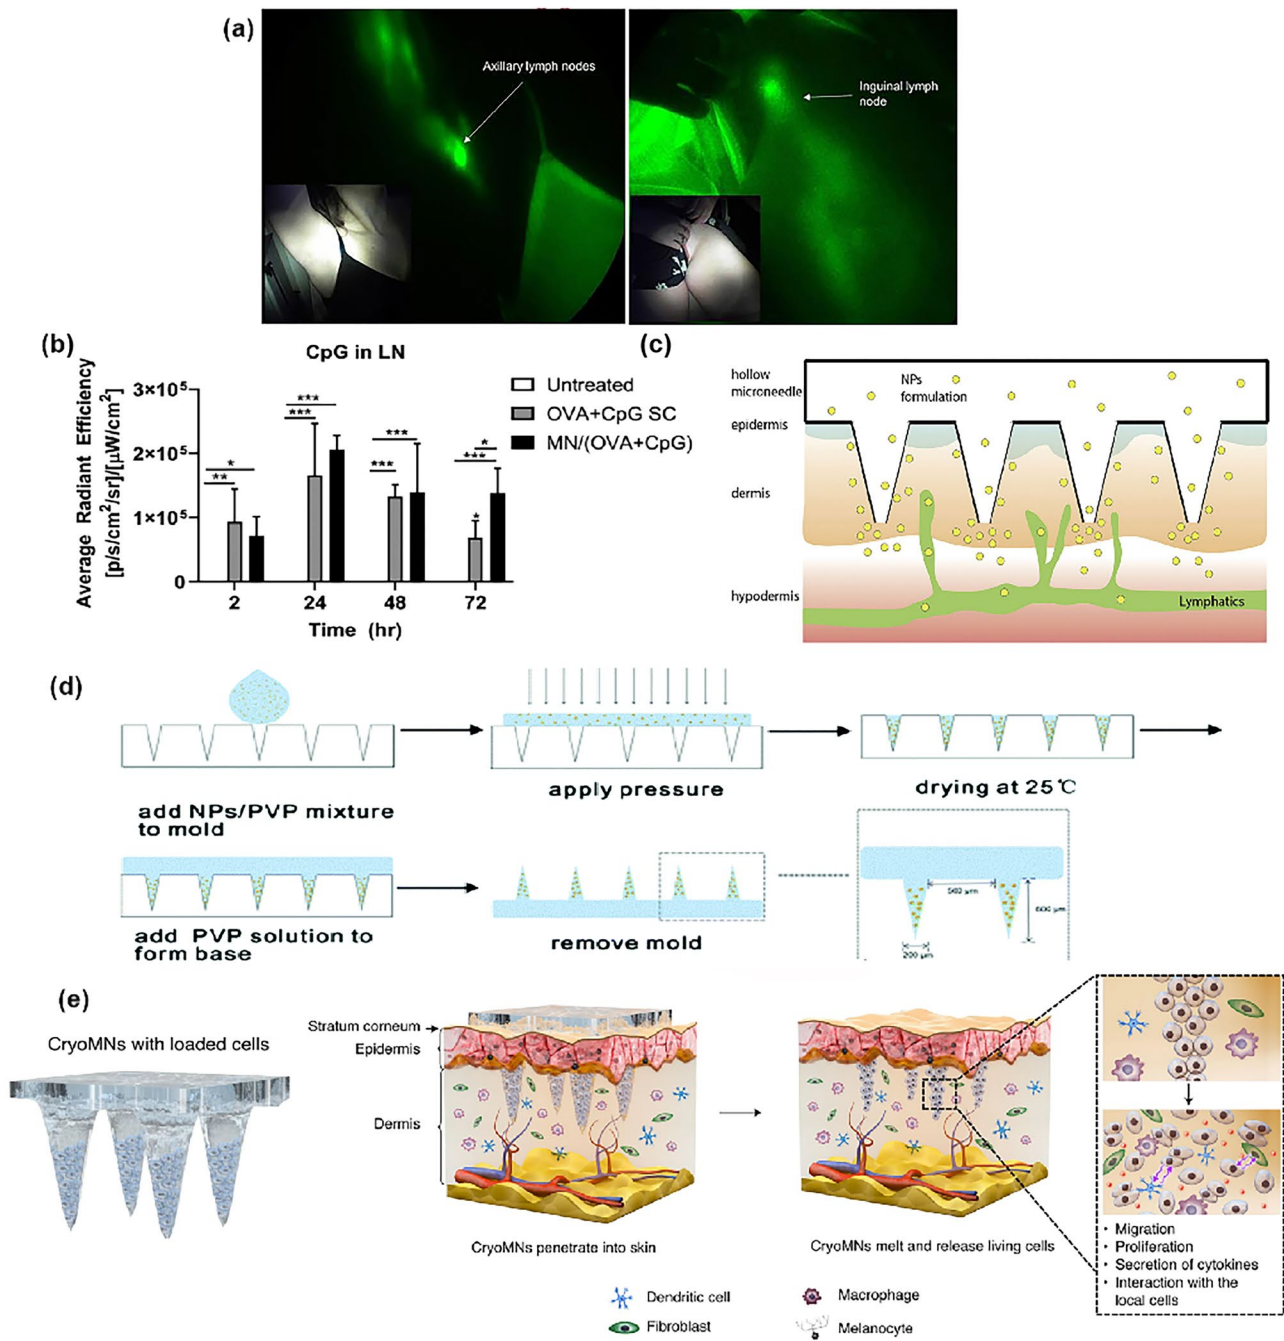 (a)
Axillary lymph nodes
Inguinal lymph
node
(b)
CpG in LN
Average Radiant Efficiency
[p/s/cm²/sr]/[µW/cm²]
3×10⁵
2×10⁵
1×10⁵
0
***
***
*
**
***
***
*
***
*
2
24
48
72
Time (hr)
Untreated
OVA+CpG SC
MN/(OVA+CpG)
(c)
hollow
microneedle
NPs
formulation
epidermis
dermis
hypodermis
Lymphatics
(d)
add NPs/PVP mixture
to mold
apply pressure
drying at 25℃
add PVP solution to
form base
remove mold
500 µm
600 µm
200 µm
(e)
CryoMNs with loaded cells
Stratum corneum
Epidermis
Dermis
CryoMNs penetrate into skin
CryoMNs melt and release living cells
• Migration
• Proliferation
• Secretion of cytokines
• Interaction with the
local cells
Dendritic cell
Macrophage
Fibroblast
Melanocyte